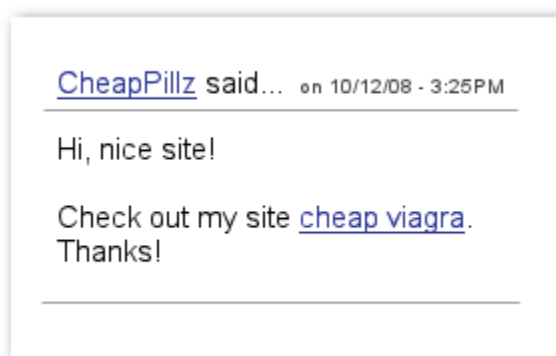 CheapPillz said... on 10/12/08 - 3:25PM
Hi, nice site!
Check out my site cheap viagra.
Thanks!